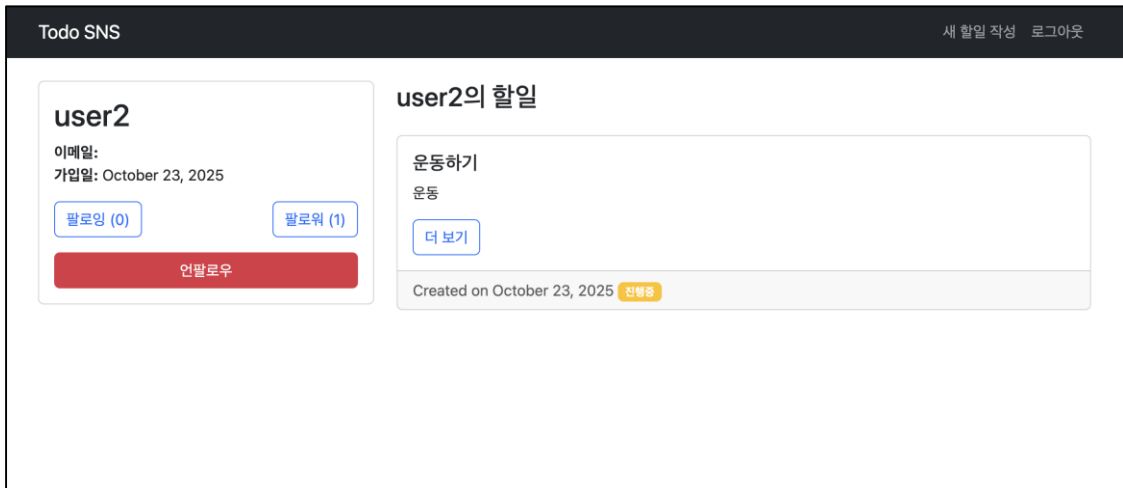 Todo SNS
새 할일 작성 로그아웃
user2
이메일:
가입일: October 23, 2025
팔로잉 (0) 팔로워 (1)
언팔로우
user2의 할일
운동하기
운동
더 보기
Created on October 23, 2025 진행중